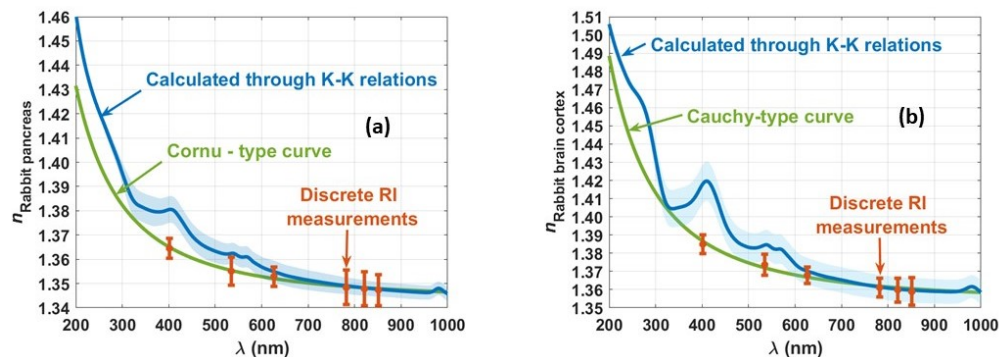 1.46
1.45
1.44
1.43
1.42
1.41
1.40
1.39
1.38
1.37
1.36
1.35
1.34
nRabbit pancreas
Calculated through K-K relations
(a)
Cornu - type curve
Discrete RI
measurements
200 300 400 500 600 700 800 900 1000
λ (nm)
1.51
1.50
1.49
1.48
1.46
1.45
1.44
1.43
1.42
1.41
1.40
1.39
1.38
1.37
1.36
1.35
nRabbit brain cortex
Calculated through K-K relations
Cauchy-type curve
(b)
Discrete RI
measurements
200 300 400 500 600 700 800 900 1000
λ (nm)